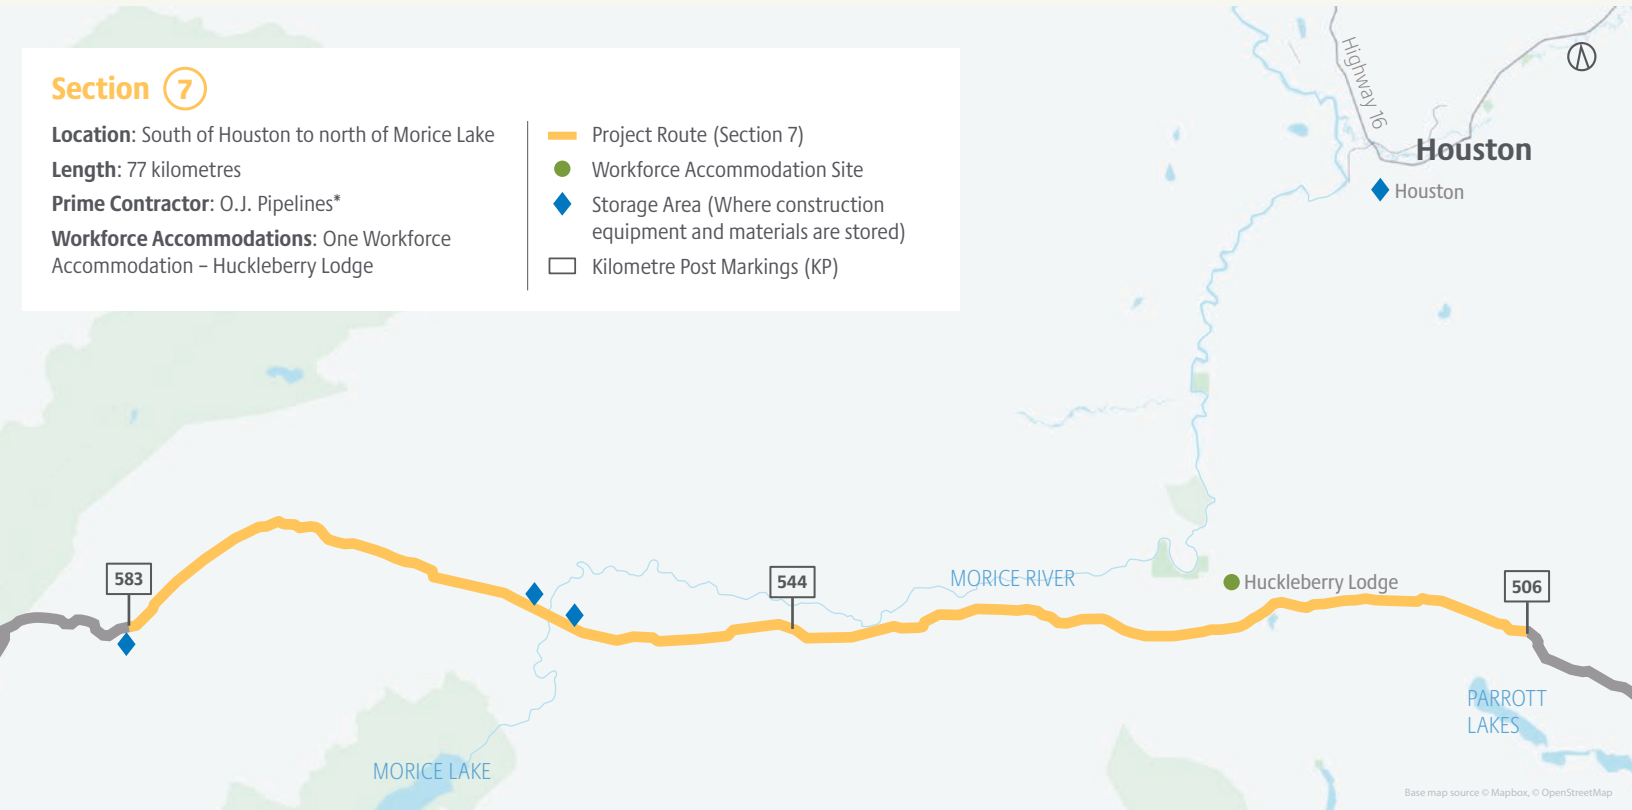 Section 7
Location: South of Houston to north of Morice Lake
Length: 77 kilometres
Prime Contractor: O.J. Pipelines*
Workforce Accommodations: One Workforce
Accommodation – Huckleberry Lodge
Project Route (Section 7)
Workforce Accommodation Site
Storage Area (Where construction
equipment and materials are stored)
Kilometre Post Markings (KP)
Highway 16
Houston
Houston
583
544
MORICE RIVER
Huckleberry Lodge
506
PARROTT
LAKES
MORICE LAKE
Base map source © Mapbox, © OpenStreetMap